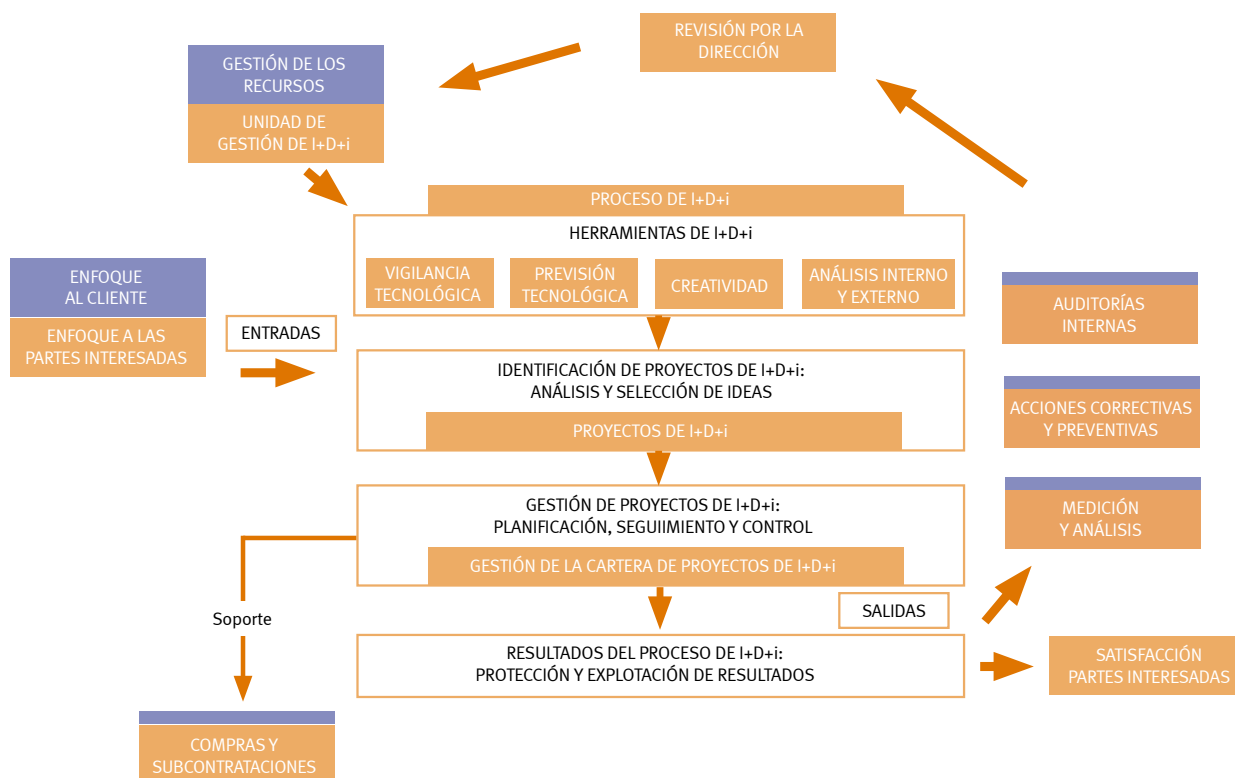 REVISIÓN POR LA
DIRECCIÓN
GESTIÓN DE LOS
RECURSOS
UNIDAD DE
GESTIÓN DE I+D+i
PROCESO DE I+D+i
HERRAMIENTAS DE I+D+i
VIGILANCIA
TECNOLÓGICA
PREVISIÓN
TECNOLÓGICA
CREATIVIDAD
ANÁLISIS INTERNO
Y EXTERNO
ENFOQUE
AL CLIENTE
ENFOQUE A LAS
PARTES INTERESADAS
ENTRADAS
IDENTIFICACIÓN DE PROYECTOS DE I+D+i:
ANÁLISIS Y SELECCIÓN DE IDEAS
PROYECTOS DE I+D+i
GESTIÓN DE PROYECTOS DE I+D+i:
PLANIFICACIÓN, SEGUIIMIENTO Y CONTROL
GESTIÓN DE LA CARTERA DE PROYECTOS DE I+D+i
SALIDAS
RESULTADOS DEL PROCESO DE I+D+i:
PROTECCIÓN Y EXPLOTACIÓN DE RESULTADOS
AUDITORÍAS
INTERNAS
ACCIONES CORRECTIVAS
Y PREVENTIVAS
MEDICIÓN
Y ANÁLISIS
SATISFACCIÓN
PARTES INTERESADAS
Soporte
COMPRAS Y
SUBCONTRATACIONES